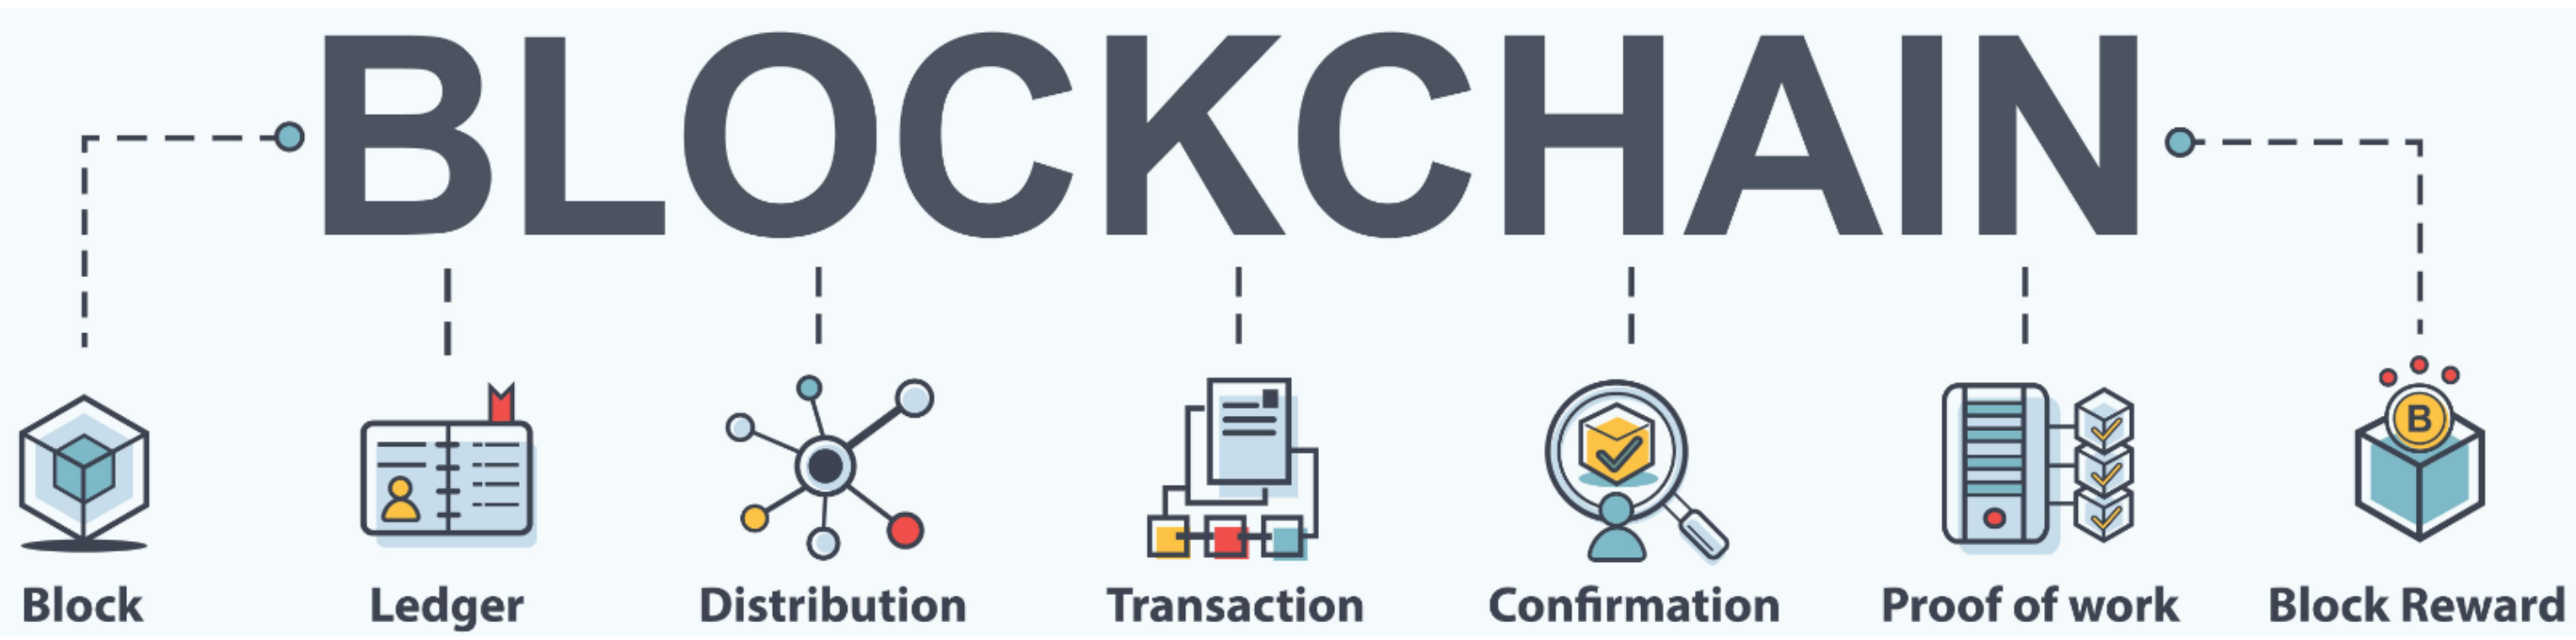 BLOCKCHAIN
B
Block
Ledger
Distribution
Transaction
Confirmation
Proof of work
Block Reward